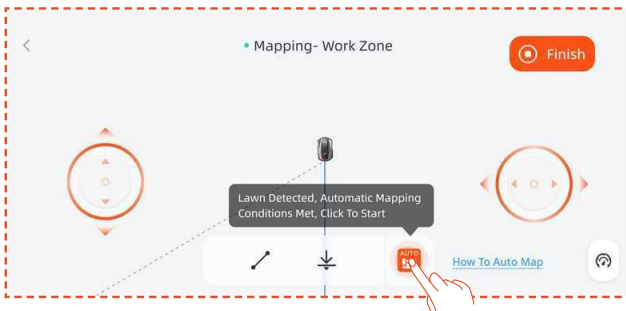 Mapping- Work Zone
Finish
Lawn Detected, Automatic Mapping
Conditions Met, Click To Start
AUTO
How To Auto Map